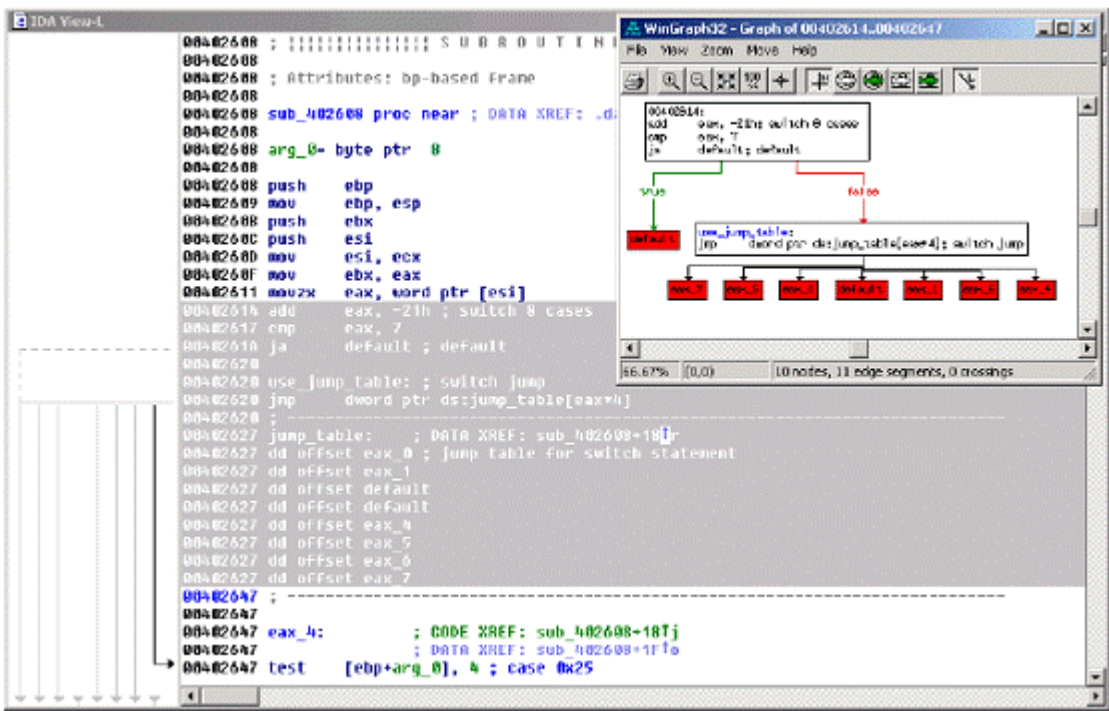 IDA View-L
00402608 ; ¦¦¦¦¦¦¦¦¦¦¦¦¦¦¦ S U B R O U T I N
00402608
00402608 ; Attributes: bp-based frame
00402608
00402608 sub_402608 proc near ; DATA XREF: .d
00402608
00402608 arg_0= byte ptr 8
00402608
00402608 push ebp
00402609 mov ebp, esp
0040260B push ebx
0040260C push esi
0040260D mov esi, ecx
0040260F mov ebx, eax
00402611 movzx eax, word ptr [esi]
00402614 add eax, -21h ; switch 8 cases
00402617 cmp eax, 7
0040261A ja default ; default
00402620
00402620 use_jump_table: ; switch jump
00402620 jmp dword ptr ds:jump_table[eax*4]
00402620 ; ---------------------------------------------------------------------------
00402627 jump_table: ; DATA XREF: sub_402608+18↑r
00402627 dd offset eax_0 ; jump table for switch statement
00402627 dd offset eax_1
00402627 dd offset default
00402627 dd offset default
00402627 dd offset eax_4
00402627 dd offset eax_5
00402627 dd offset eax_6
00402627 dd offset eax_7
00402647 ; ---------------------------------------------------------------------------
00402647
00402647 eax_4: ; CODE XREF: sub_402608+18↑j
00402647 ; DATA XREF: sub_402608+1F↑o
00402647 test [ebp+arg_0], 4 ; case 0x25
WinGraph32 - Graph of 00402614..00402647
File View Zoom Move Help
00402614:
add eax, -21h; switch 8 cases
cmp eax, 7
ja default; default
true false
default
use_jump_table:
jmp dword ptr ds:jump_table[eax*4]; switch jump
eax_7 default
66.67% (0,0) 10 nodes, 11 edge segments, 0 crossings